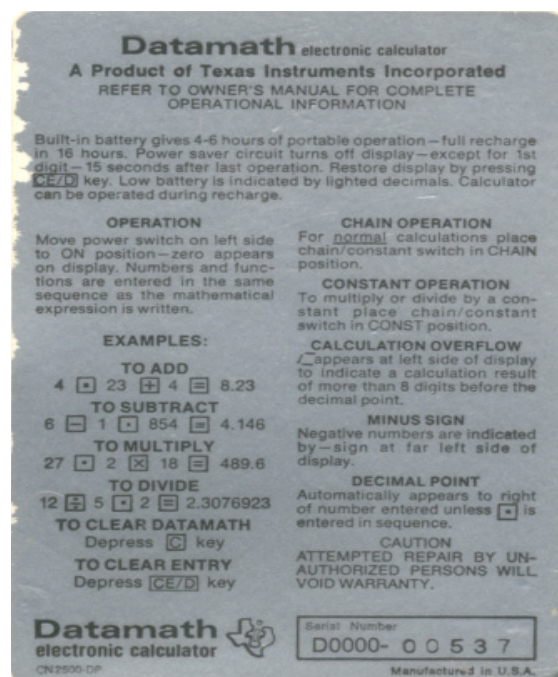 Datamath electronic calculator
A Product of Texas Instruments Incorporated
REFER TO OWNER'S MANUAL FOR COMPLETE
OPERATIONAL INFORMATION
Built-in battery gives 4-6 hours of portable operation—full recharge
in 16 hours. Power saver circuit turns off display—except for 1st
digit—15 seconds after last operation. Restore display by pressing
CE/D key. Low battery is indicated by lighted decimals. Calculator
can be operated during recharge.
OPERATION
Move power switch on left side
to ON position—zero appears
on display. Numbers and func-
tions are entered in the same
sequence as the mathematical
expression is written.
EXAMPLES:
TO ADD
4 . 23 + 4 = 8.23
TO SUBTRACT
6 − 1 . 854 = 4.146
TO MULTIPLY
27 . 2 × 18 = 489.6
TO DIVIDE
12 ÷ 5 . 2 = 2.3076923
TO CLEAR DATAMATH
Depress C key
TO CLEAR ENTRY
Depress CE/D key
CHAIN OPERATION
For normal calculations place
chain/constant switch in CHAIN
position.
CONSTANT OPERATION
To multiply or divide by a con-
stant place chain/constant
switch in CONST position.
CALCULATION OVERFLOW
appears at left side of display
to indicate a calculation result
of more than 8 digits before the
decimal point.
MINUS SIGN
Negative numbers are indicated
by—sign at far left side of
display.
DECIMAL POINT
Automatically appears to right
of number entered unless . is
entered in sequence.
CAUTION
ATTEMPTED REPAIR BY UN-
AUTHORIZED PERSONS WILL
VOID WARRANTY.
Datamath
electronic calculator
CN2500-DP
Serial Number
D0000- 00537
Manufactured in U.S.A.